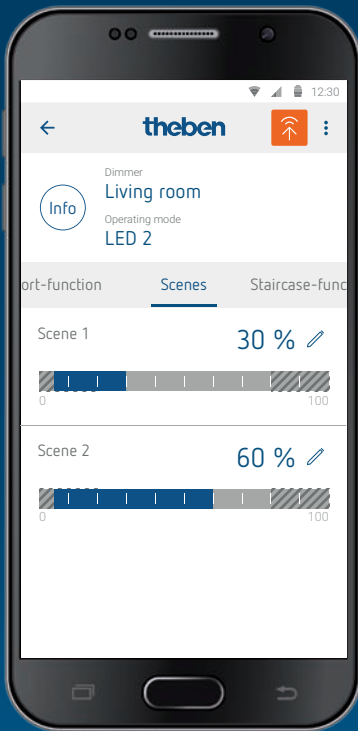 12:30
theben
Info
Dimmer
Living room
Operating mode
LED 2
ort-function Scenes Staircase-func
Scene 1
30 %
0 100
Scene 2
60 %
0 100